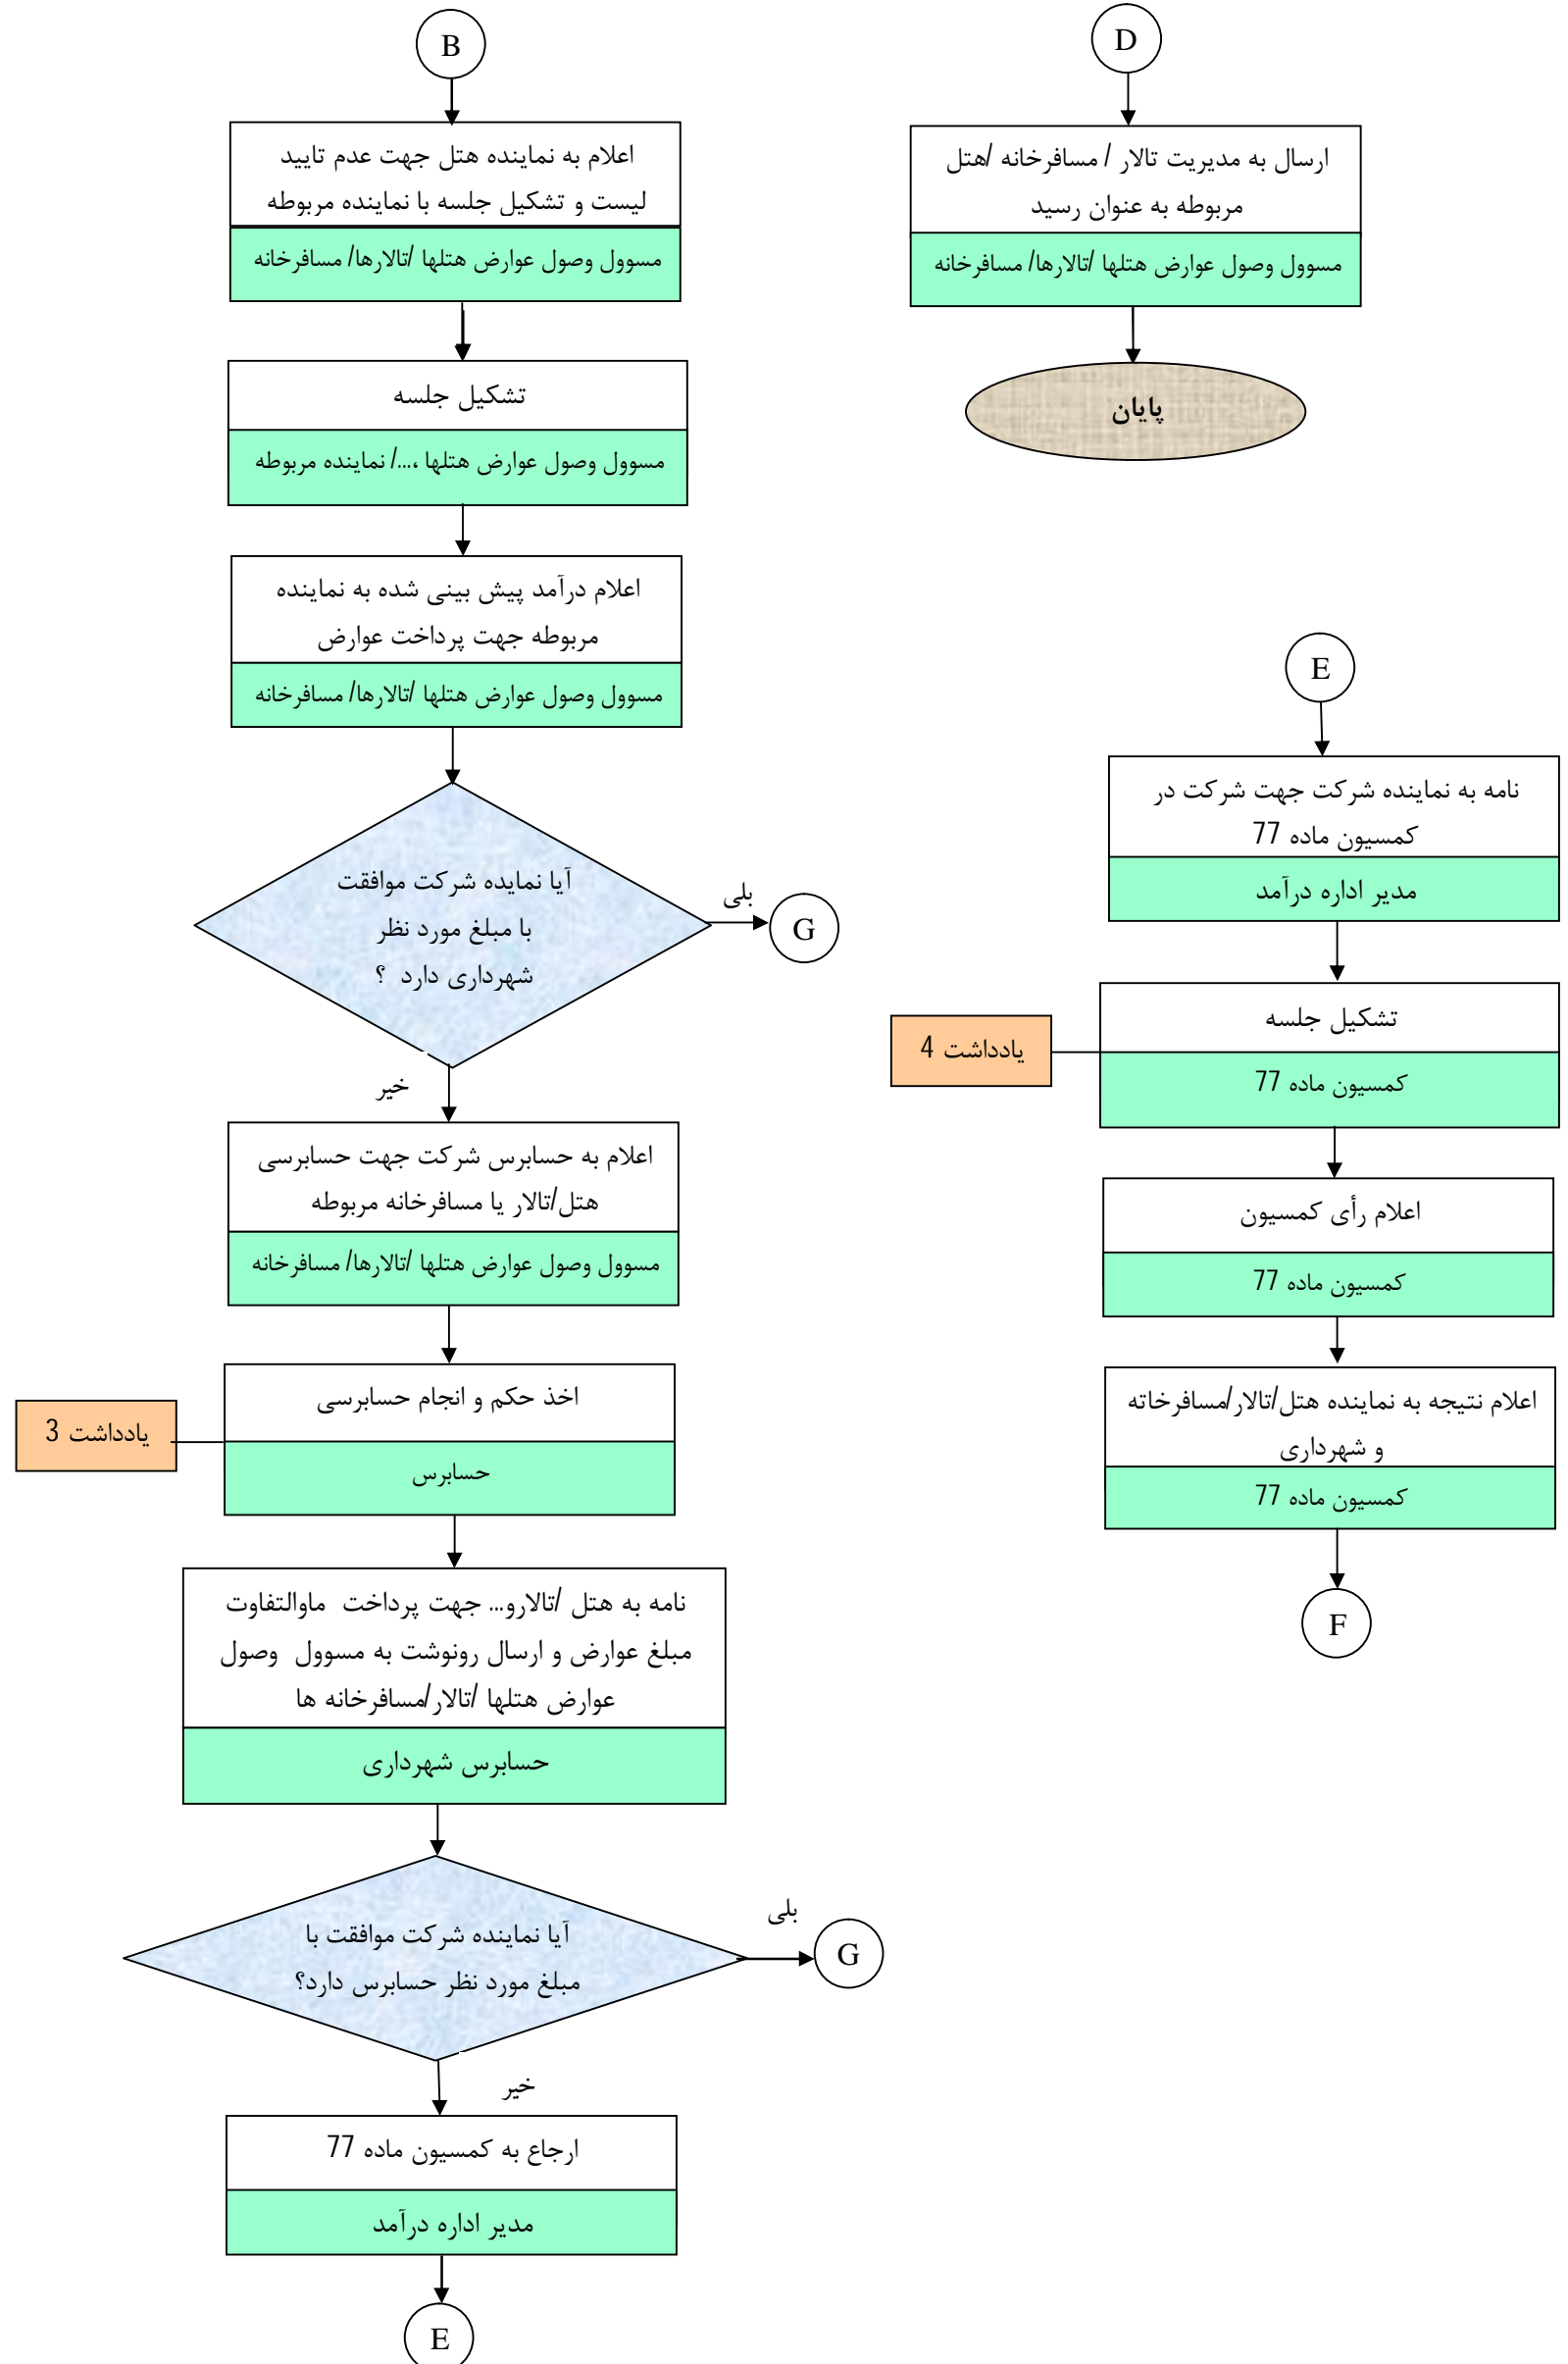 B
اعلام به نماینده هتل جهت عدم تایید
لیست و تشکیل جلسه با نماینده مربوطه
مسوول وصول عوارض هتلها /تالارها/ مسافرخانه
تشکیل جلسه
مسوول وصول عوارض هتلها ،.../ نماینده مربوطه
اعلام درآمد پیش بینی شده به نماینده
مربوطه جهت پرداخت عوارض
مسوول وصول عوارض هتلها /تالارها/ مسافرخانه
آیا نمایده شرکت موافقت
با مبلغ مورد نظر
شهرداری دارد ؟
بلی
G
خیر
اعلام به حسابرس شرکت جهت حسابرسی
هتل/تالار یا مسافرخانه مربوطه
مسوول وصول عوارض هتلها /تالارها/ مسافرخانه
اخذ حکم و انجام حسابرسی
حسابرس
یادداشت 3
نامه به هتل /تالارو... جهت پرداخت ماوالتفاوت
مبلغ عوارض و ارسال رونوشت به مسوول وصول
عوارض هتلها /تالار/مسافرخانه ها
حسابرس شهرداری
آیا نماینده شرکت موافقت با
مبلغ مورد نظر حسابرس دارد؟
بلی
G
خیر
ارجاع به کمسیون ماده 77
مدیر اداره درآمد
E
D
ارسال به مدیریت تالار / مسافرخانه /هتل
مربوطه به عنوان رسید
مسوول وصول عوارض هتلها /تالارها/ مسافرخانه
پایان
E
نامه به نماینده شرکت جهت شرکت در
کمسیون ماده 77
مدیر اداره درآمد
تشکیل جلسه
کمسیون ماده 77
یادداشت 4
اعلام رأی کمسیون
کمسیون ماده 77
اعلام نتیجه به نماینده هتل/تالار/مسافرخاته
و شهرداری
کمسیون ماده 77
F